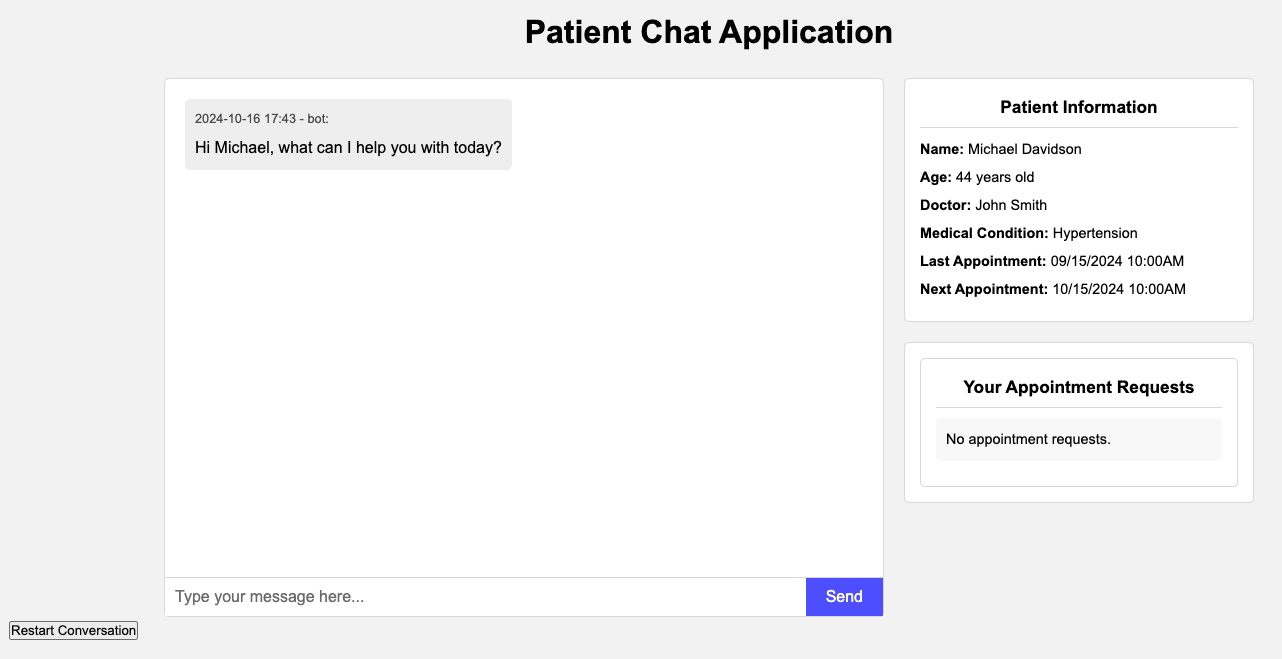 Patient Chat Application
2024-10-16 17:43 - bot:
Hi Michael, what can I help you with today?
Type your message here...
Send
Patient Information
Name: Michael Davidson
Age: 44 years old
Doctor: John Smith
Medical Condition: Hypertension
Last Appointment: 09/15/2024 10:00AM
Next Appointment: 10/15/2024 10:00AM
Your Appointment Requests
No appointment requests.
Restart Conversation